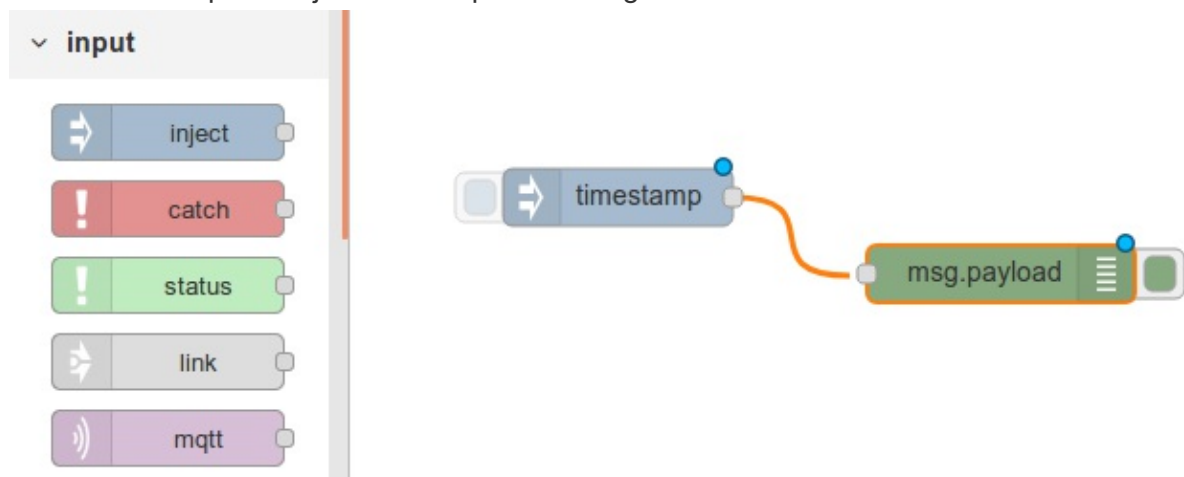 input
inject
catch
status
link
mqtt
timestamp
msg.payload